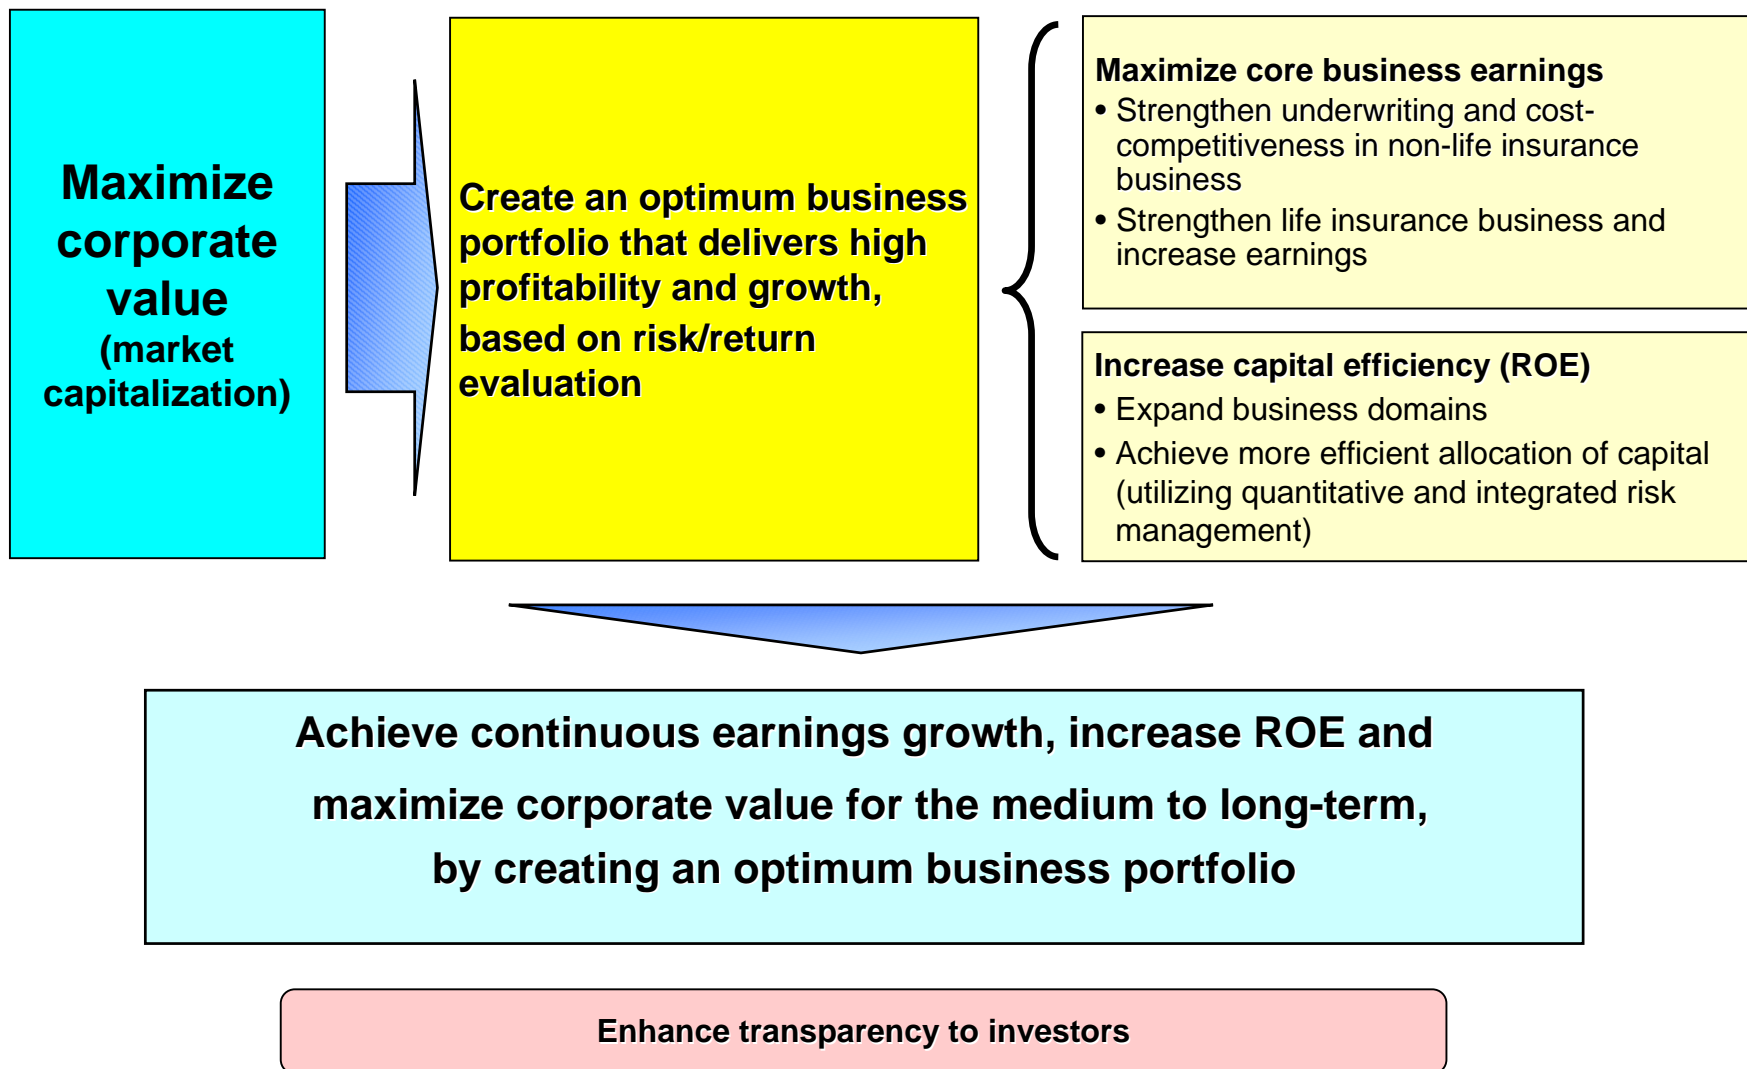 Maximize
corporate
value
(market
capitalization)
Create an optimum business
portfolio that delivers high
profitability and growth,
based on risk/return
evaluation
Maximize core business earnings
• Strengthen underwriting and cost-
competitiveness in non-life insurance
business
• Strengthen life insurance business and
increase earnings
Increase capital efficiency (ROE)
• Expand business domains
• Achieve more efficient allocation of capital
(utilizing quantitative and integrated risk
management)
Achieve continuous earnings growth, increase ROE and
maximize corporate value for the medium to long-term,
by creating an optimum business portfolio
Enhance transparency to investors